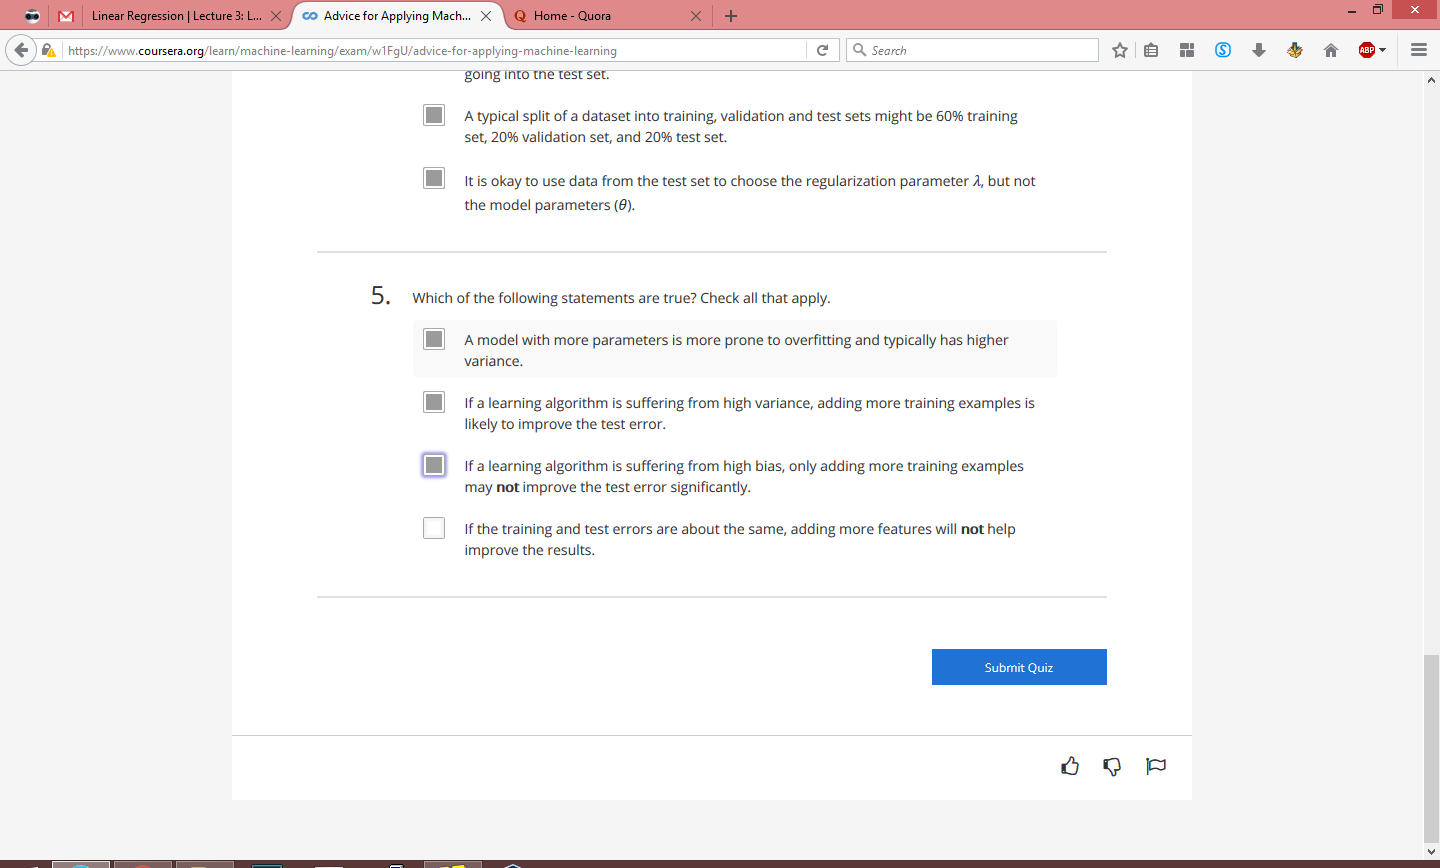 Linear Regression | Lecture 3: L...
Advice for Applying Mach...
Q Home - Quora
https://www.coursera.org/learn/machine-learning/exam/w1FgU/advice-for-applying-machine-learning
Search
ABP
going into the test set.
A typical split of a dataset into training, validation and test sets might be 60% training
set, 20% validation set, and 20% test set.
It is okay to use data from the test set to choose the regularization parameter λ, but not
the model parameters (θ).
5. Which of the following statements are true? Check all that apply.
A model with more parameters is more prone to overfitting and typically has higher
variance.
If a learning algorithm is suffering from high variance, adding more training examples is
likely to improve the test error.
If a learning algorithm is suffering from high bias, only adding more training examples
may not improve the test error significantly.
If the training and test errors are about the same, adding more features will not help
improve the results.
Submit Quiz